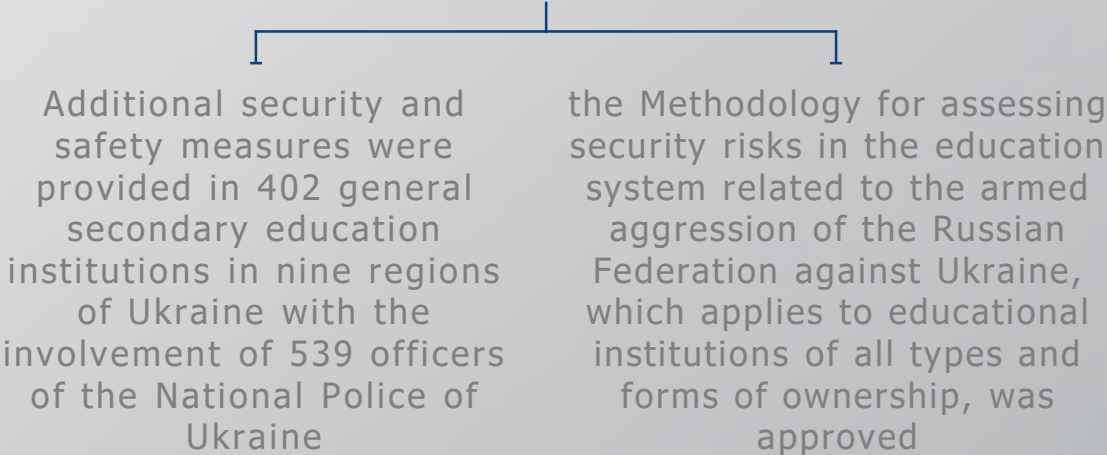 Additional security and
safety measures were
provided in 402 general
secondary education
institutions in nine regions
of Ukraine with the
involvement of 539 officers
of the National Police of
Ukraine
the Methodology for assessing
security risks in the education
system related to the armed
aggression of the Russian
Federation against Ukraine,
which applies to educational
institutions of all types and
forms of ownership, was
approved